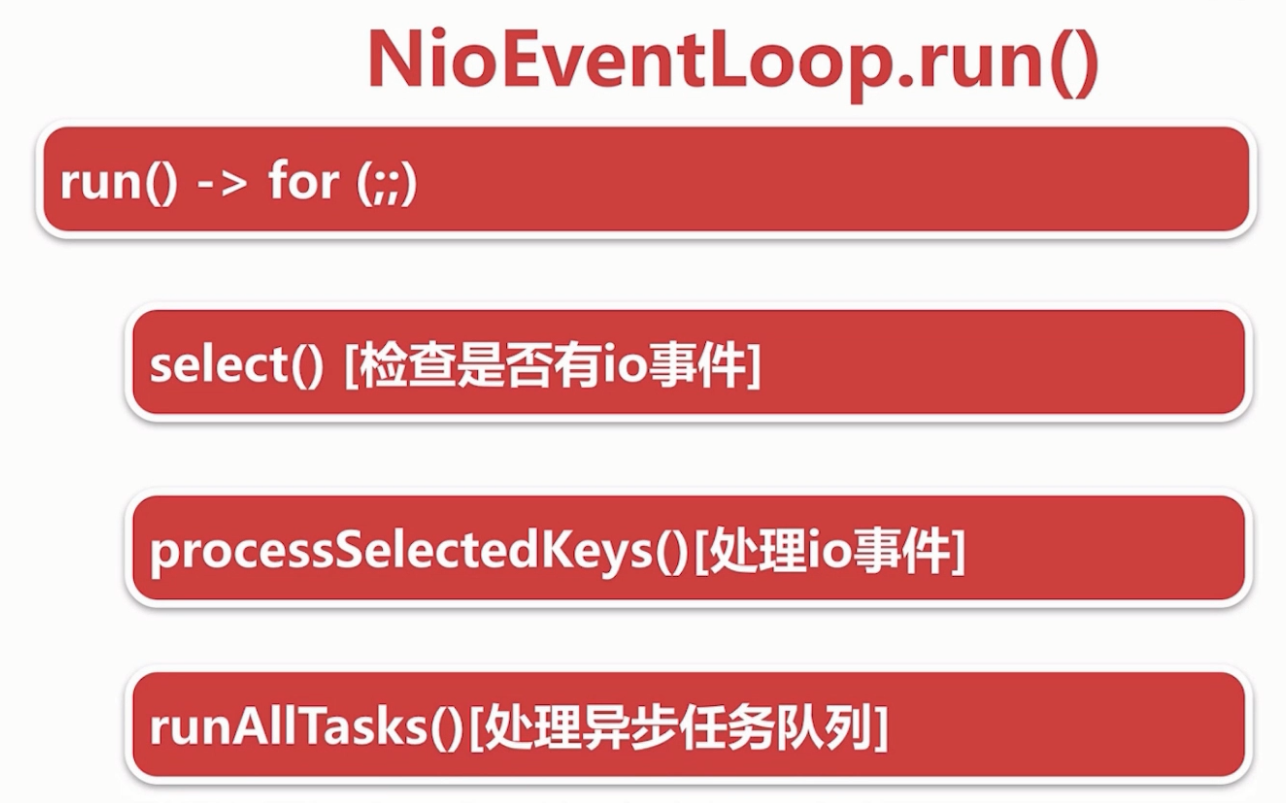 NioEventLoop.run()
run() -> for (;;)
select() [检查是否有io事件]
processSelectedKeys()[处理io事件]
runAllTasks()[处理异步任务队列]